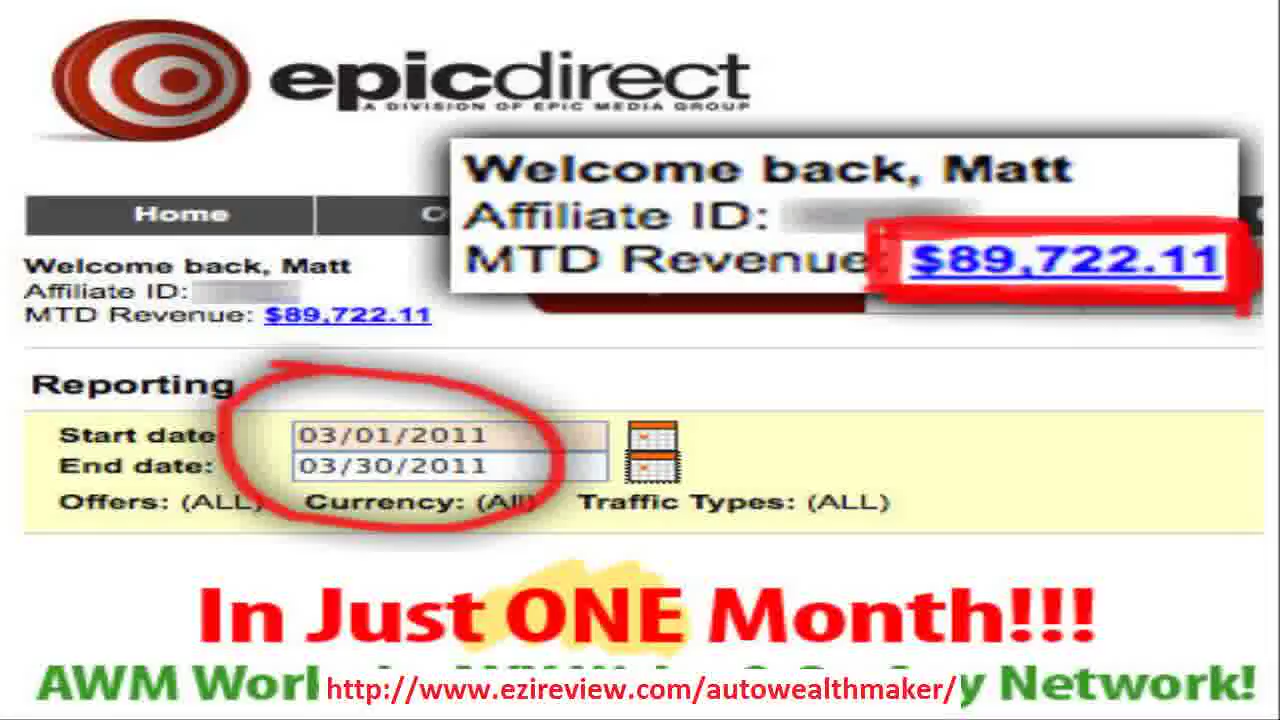 epicdirect
A DIVISION OF EPIC MEDIA GROUP
Welcome back, Matt
Affiliate ID:
MTD Revenue: $89,722.11
Home
Welcome back, Matt
Affiliate ID:
MTD Revenue: $89,722.11
Reporting
Start date: 03/01/2011
End date: 03/30/2011
Offers: (ALL) Currency: (All) Traffic Types: (ALL)
In Just ONE Month!!!
AWM Network!
http://www.ezireview.com/autowealthmaker/